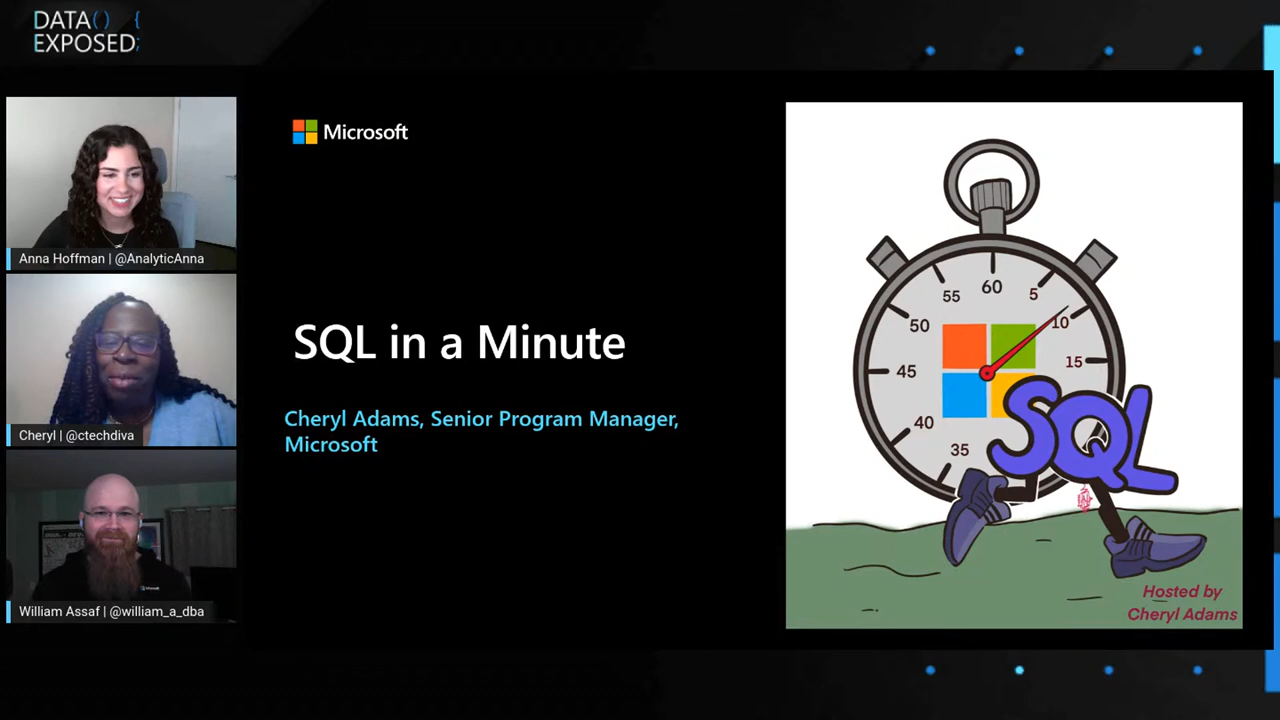 DATA() {
EXPOSED;
Microsoft
Anna Hoffman | @AnalyticAnna
Cheryl | @ctechdiva
William Assaf | @william_a_dba
SQL in a Minute
Cheryl Adams, Senior Program Manager,
Microsoft
60
5
10
15
35
40
45
50
55
SQL
Hosted by
Cheryl Adams